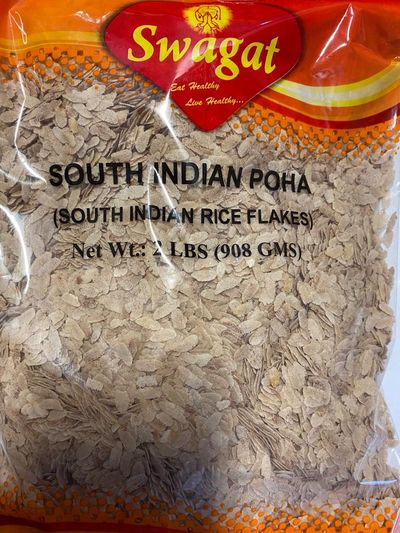 Swagat
Eat Healthy
Live Healthy...
SOUTH INDIAN POHA
(SOUTH INDIAN RICE FLAKES)
Net Wt.: 2 LBS (908 GMS)